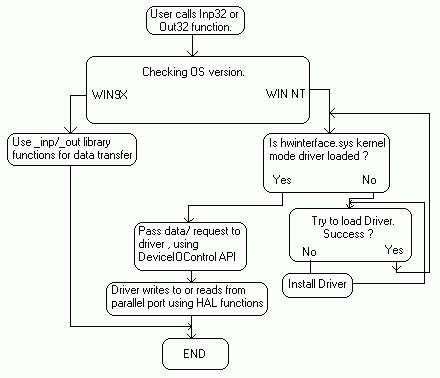 User calls Inp32 or
Out32 function.
Checking OS version.
WIN9X
WIN NT
Use _inp/_out library
functions for data transfer
Is hwinterface.sys kernel
mode driver loaded ?
Yes
No
Pass data/ request to
driver , using
DeviceIOControl API
Try to load Driver.
Success ?
No
Yes
Install Driver
Driver writes to or reads from
parallel port using HAL functions
END